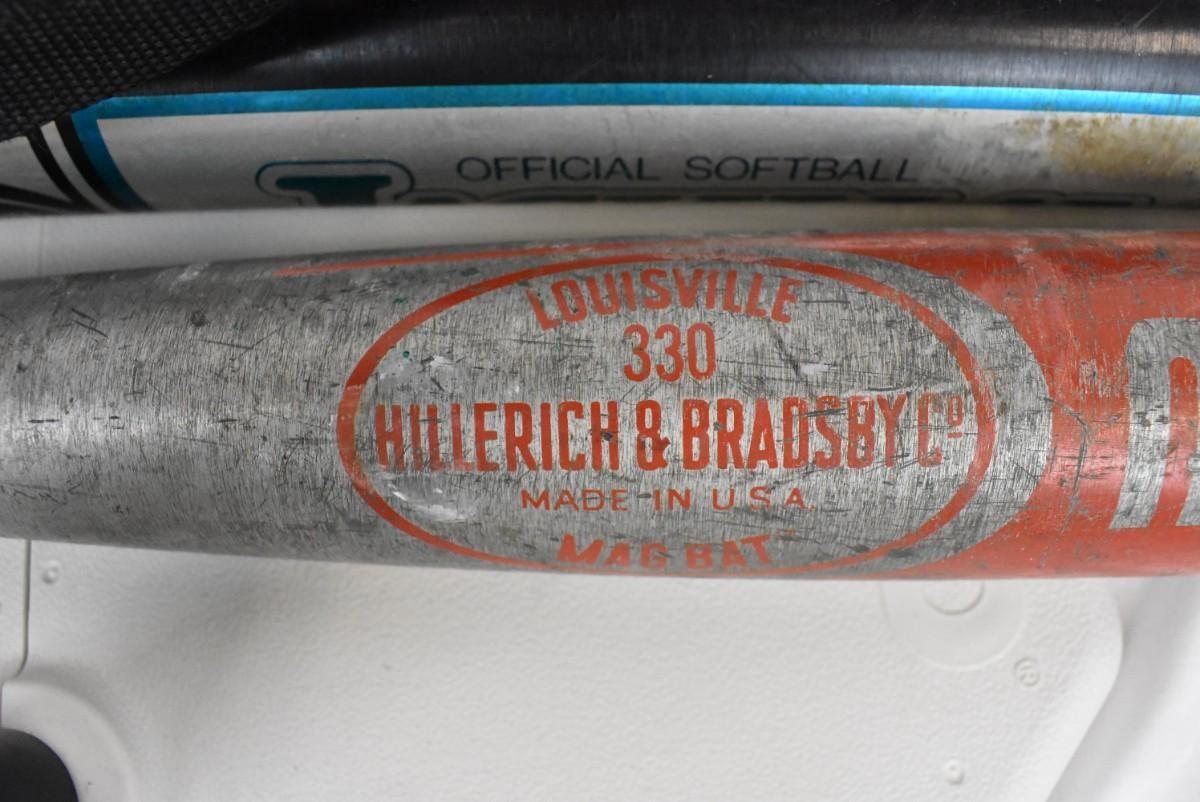 OFFICIAL SOFTBALL
LOUISVILLE
330
HILLERICH & BRADSBY Co
MADE IN U.S.A.
MAG BAT
®